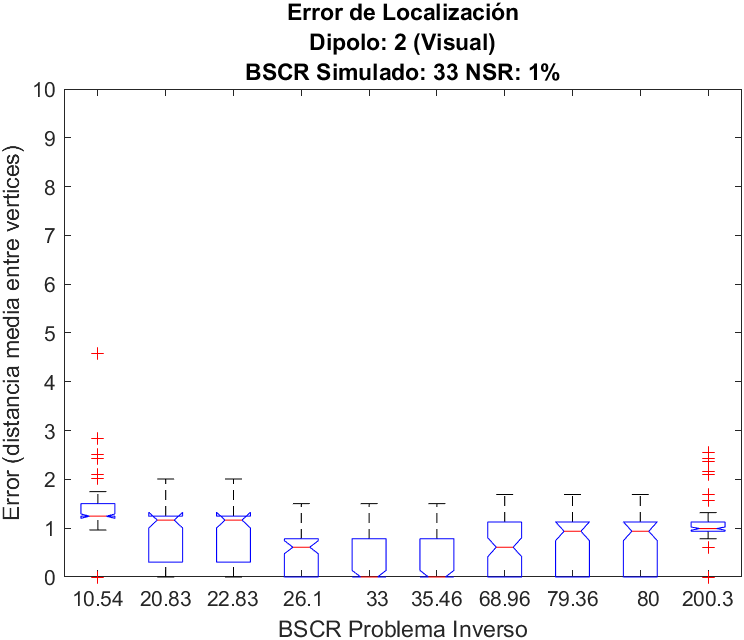 Error de Localización
Dipolo: 2 (Visual)
BSCR Simulado: 33 NSR: 1%
Error (distancia media entre vertices)
10
9
8
7
6
5
4
3
2
1
0
10.54 20.83 22.83 26.1 33 35.46 68.96 79.36 80 200.3
BSCR Problema Inverso